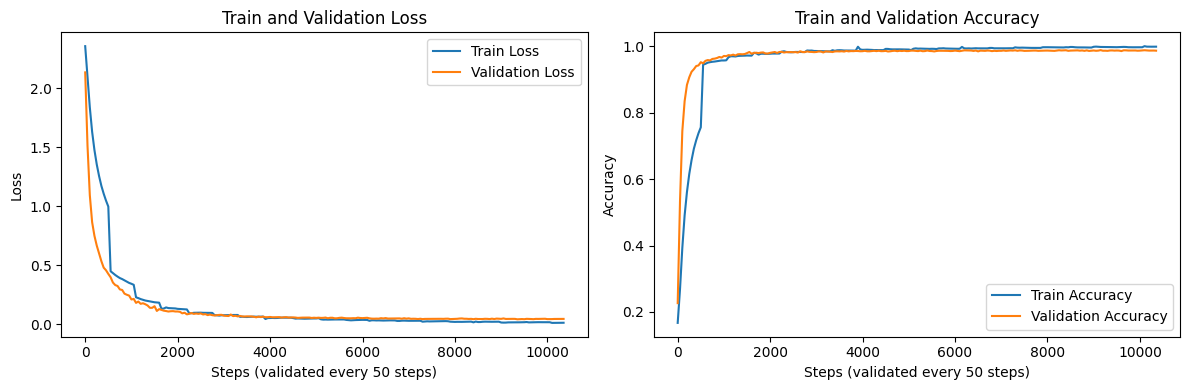 Train and Validation Loss
Train Loss
Validation Loss
2.0
1.5
1.0
0.5
0.0
Loss
0
2000
4000
6000
8000
10000
Steps (validated every 50 steps)
Train and Validation Accuracy
1.0
0.8
0.6
0.4
0.2
Accuracy
Train Accuracy
Validation Accuracy
0
2000
4000
6000
8000
10000
Steps (validated every 50 steps)